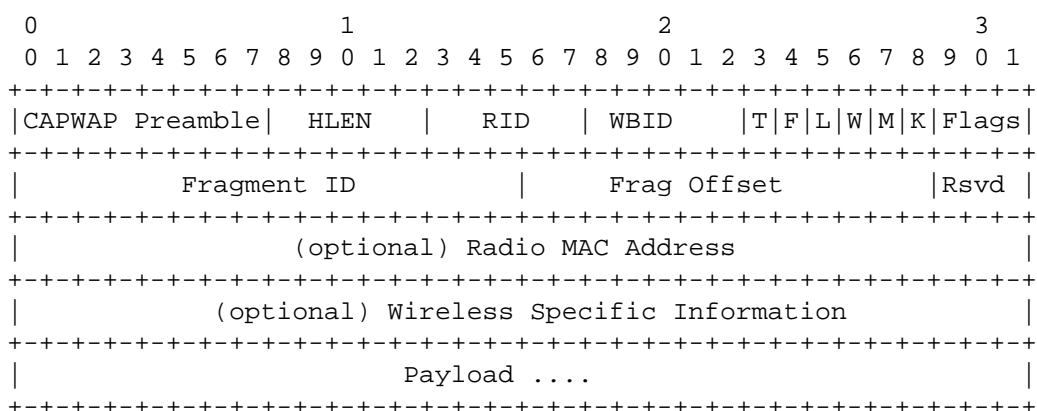 0                   1                   2                   3
 0 1 2 3 4 5 6 7 8 9 0 1 2 3 4 5 6 7 8 9 0 1 2 3 4 5 6 7 8 9 0 1
+-+-+-+-+-+-+-+-+-+-+-+-+-+-+-+-+-+-+-+-+-+-+-+-+-+-+-+-+-+-+-+-+
|CAPWAP Preamble|  HLEN   |   RID   | WBID    |T|F|L|W|M|K|Flags|
+-+-+-+-+-+-+-+-+-+-+-+-+-+-+-+-+-+-+-+-+-+-+-+-+-+-+-+-+-+-+-+-+
|          Fragment ID          |     Frag Offset         |Rsvd |
+-+-+-+-+-+-+-+-+-+-+-+-+-+-+-+-+-+-+-+-+-+-+-+-+-+-+-+-+-+-+-+-+
|                 (optional) Radio MAC Address                  |
+-+-+-+-+-+-+-+-+-+-+-+-+-+-+-+-+-+-+-+-+-+-+-+-+-+-+-+-+-+-+-+-+
|            (optional) Wireless Specific Information           |
+-+-+-+-+-+-+-+-+-+-+-+-+-+-+-+-+-+-+-+-+-+-+-+-+-+-+-+-+-+-+-+-+
|                        Payload ....                           |
+-+-+-+-+-+-+-+-+-+-+-+-+-+-+-+-+-+-+-+-+-+-+-+-+-+-+-+-+-+-+-+-+